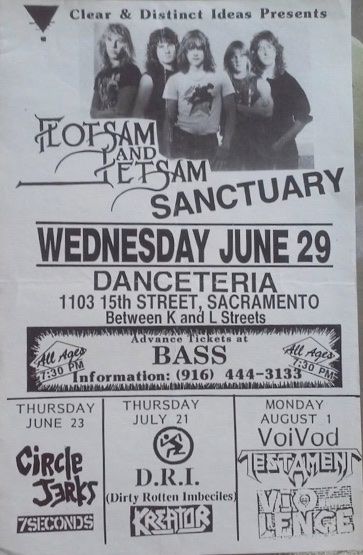 Clear & Distinct Ideas Presents
FLOTSAM
AND
JETSAM
SANCTUARY
WEDNESDAY JUNE 29
DANCETERIA
1103 15th STREET, SACRAMENTO
Between K and L Streets
Advance Tickets at
All Ages
7:30 PM
BASS
All Ages
7:30 PM
Information: (916) 444-3133
THURSDAY
JUNE 23
CiRcLe
JERKS
7SECONDS
THURSDAY
JULY 21
D.R.I.
(Dirty Rotten Imbeciles)
KREATOR
MONDAY
AUGUST 1
VoiVod
TESTAMENT
VIO-
LENCE